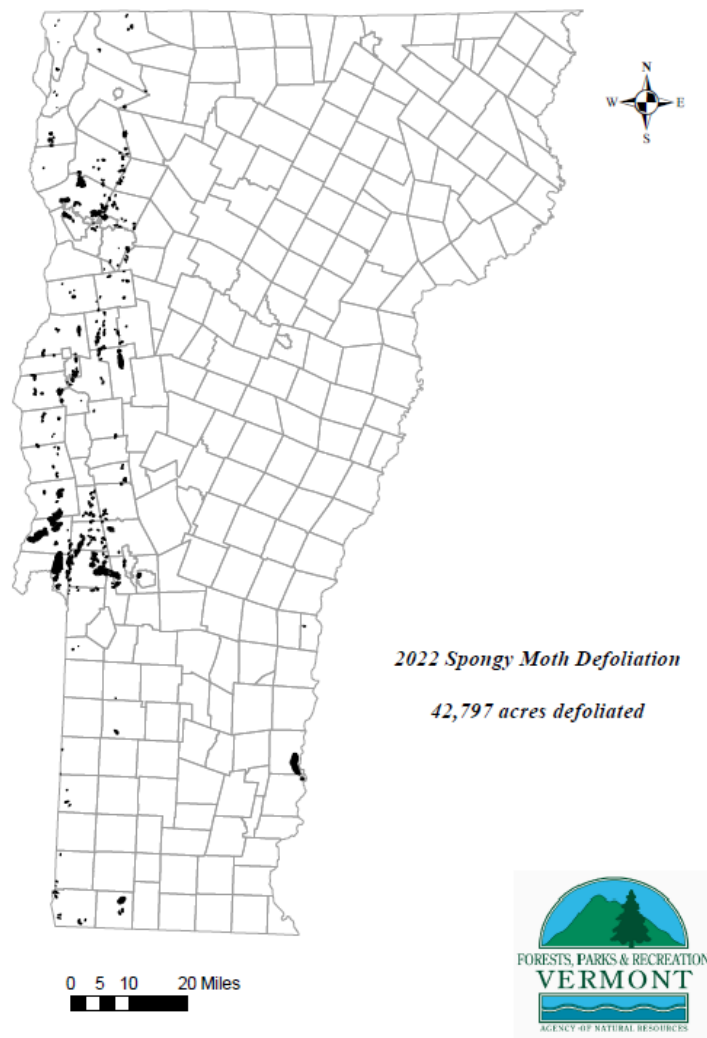 N
W E
S
2022 Spongy Moth Defoliation
42,797 acres defoliated
0 5 10 20 Miles
FORESTS, PARKS & RECREATION
VERMONT
AGENCY OF NATURAL RESOURCES